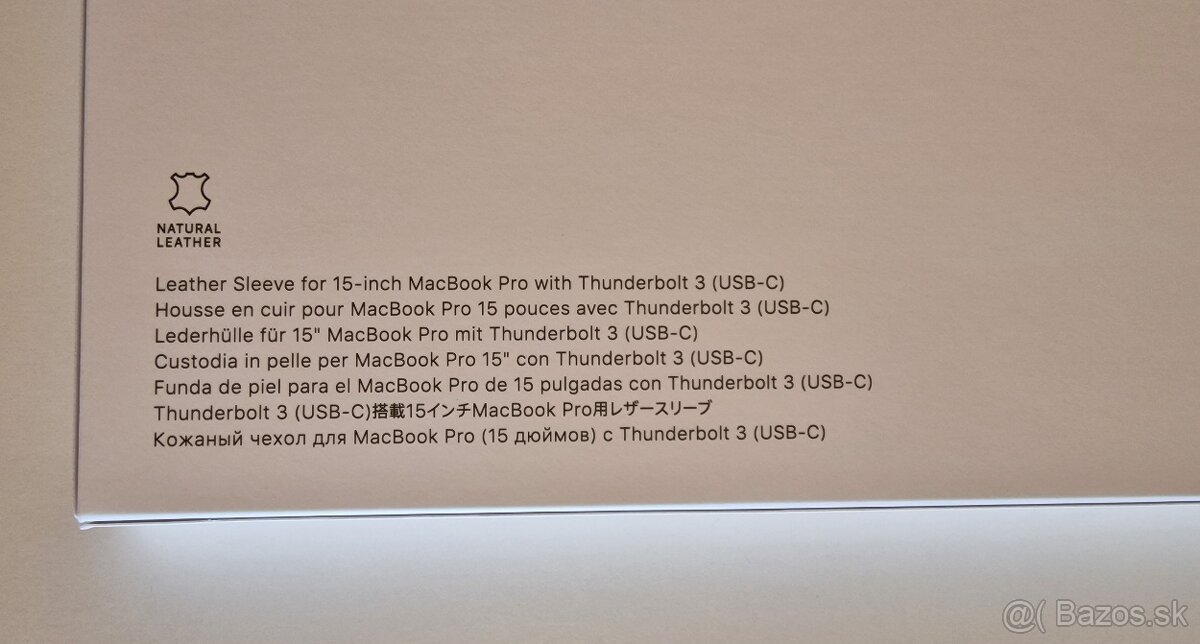 NATURAL
LEATHER
Leather Sleeve for 15-inch MacBook Pro with Thunderbolt 3 (USB-C)
Housse en cuir pour MacBook Pro 15 pouces avec Thunderbolt 3 (USB-C)
Lederhülle für 15" MacBook Pro mit Thunderbolt 3 (USB-C)
Custodia in pelle per MacBook Pro 15" con Thunderbolt 3 (USB-C)
Funda de piel para el MacBook Pro de 15 pulgadas con Thunderbolt 3 (USB-C)
Thunderbolt 3 (USB-C)搭載15インチMacBook Pro用レザースリーブ
Кожаный чехол для MacBook Pro (15 дюймов) с Thunderbolt 3 (USB-C)
@( Bazos.sk